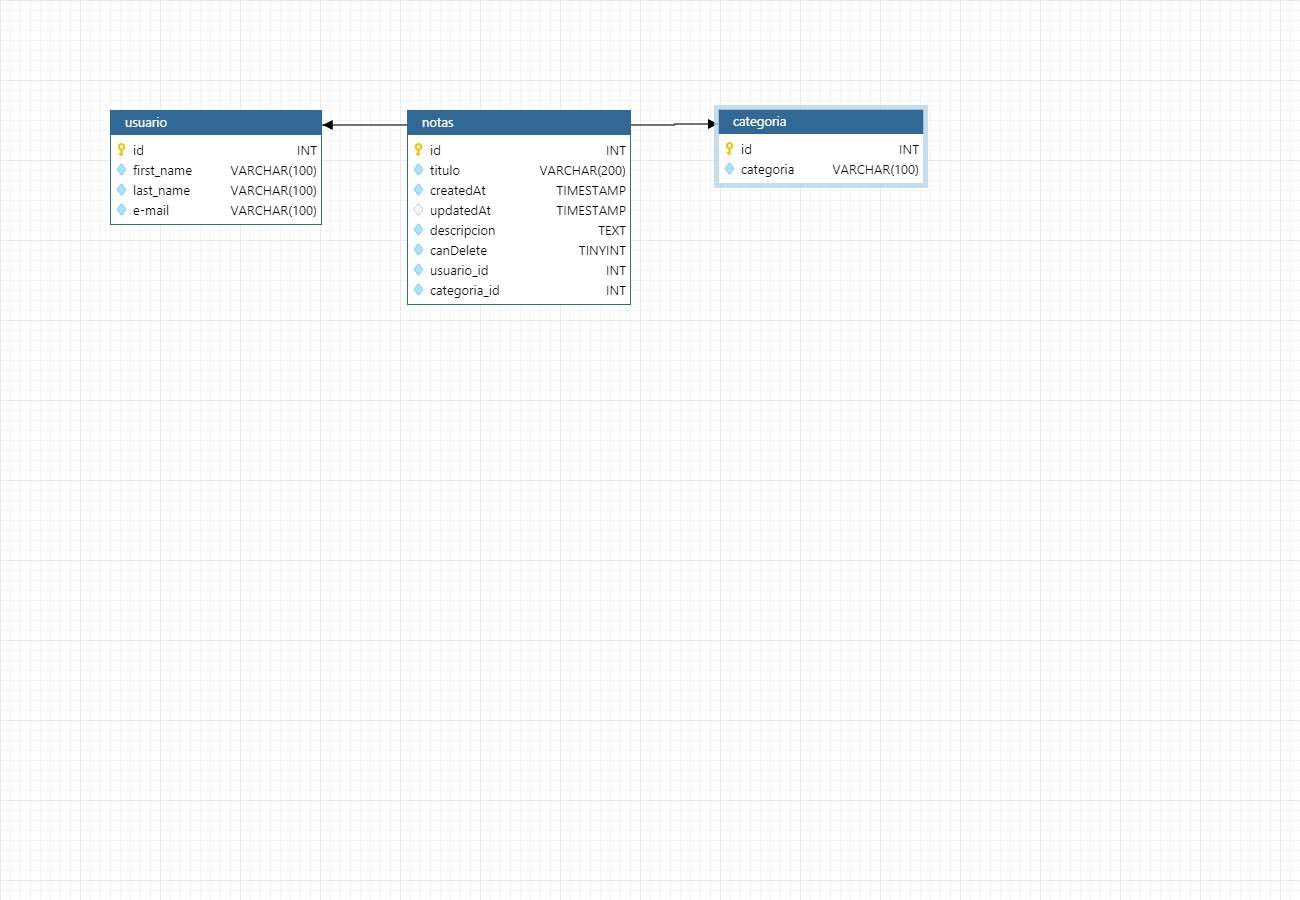 usuario
id INT
first_name VARCHAR(100)
last_name VARCHAR(100)
e-mail VARCHAR(100)
notas
id INT
titulo VARCHAR(200)
createdAt TIMESTAMP
updatedAt TIMESTAMP
descripcion TEXT
canDelete TINYINT
usuario_id INT
categoria_id INT
categoria
id INT
categoria VARCHAR(100)